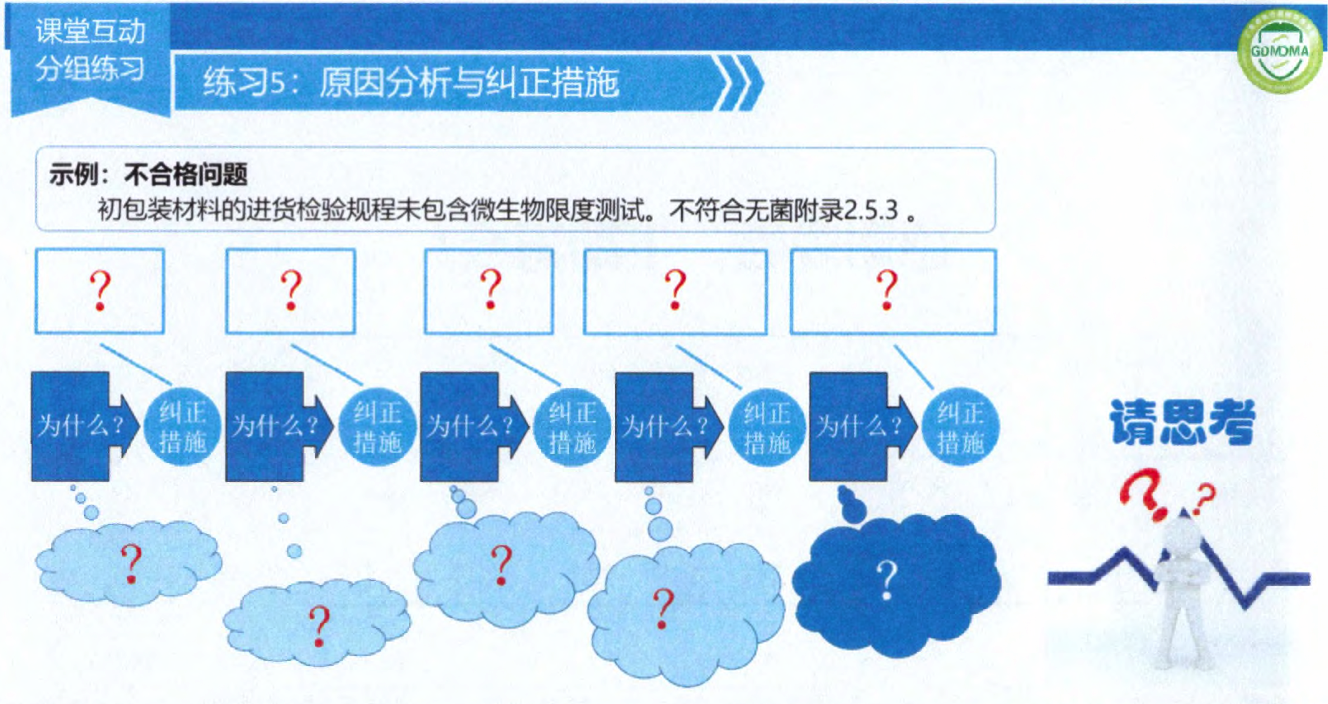 课堂互动
分组练习
GDMDMA
练习5：原因分析与纠正措施
示例：不合格问题
初包装材料的进货检验规程未包含微生物限度测试。不符合无菌附录2.5.3 。
？
？
？
？
？
为什么？
纠正
措施
为什么？
纠正
措施
为什么？
纠正
措施
为什么？
纠正
措施
为什么？
纠正
措施
请思考
？
？
？
？
？
？
？